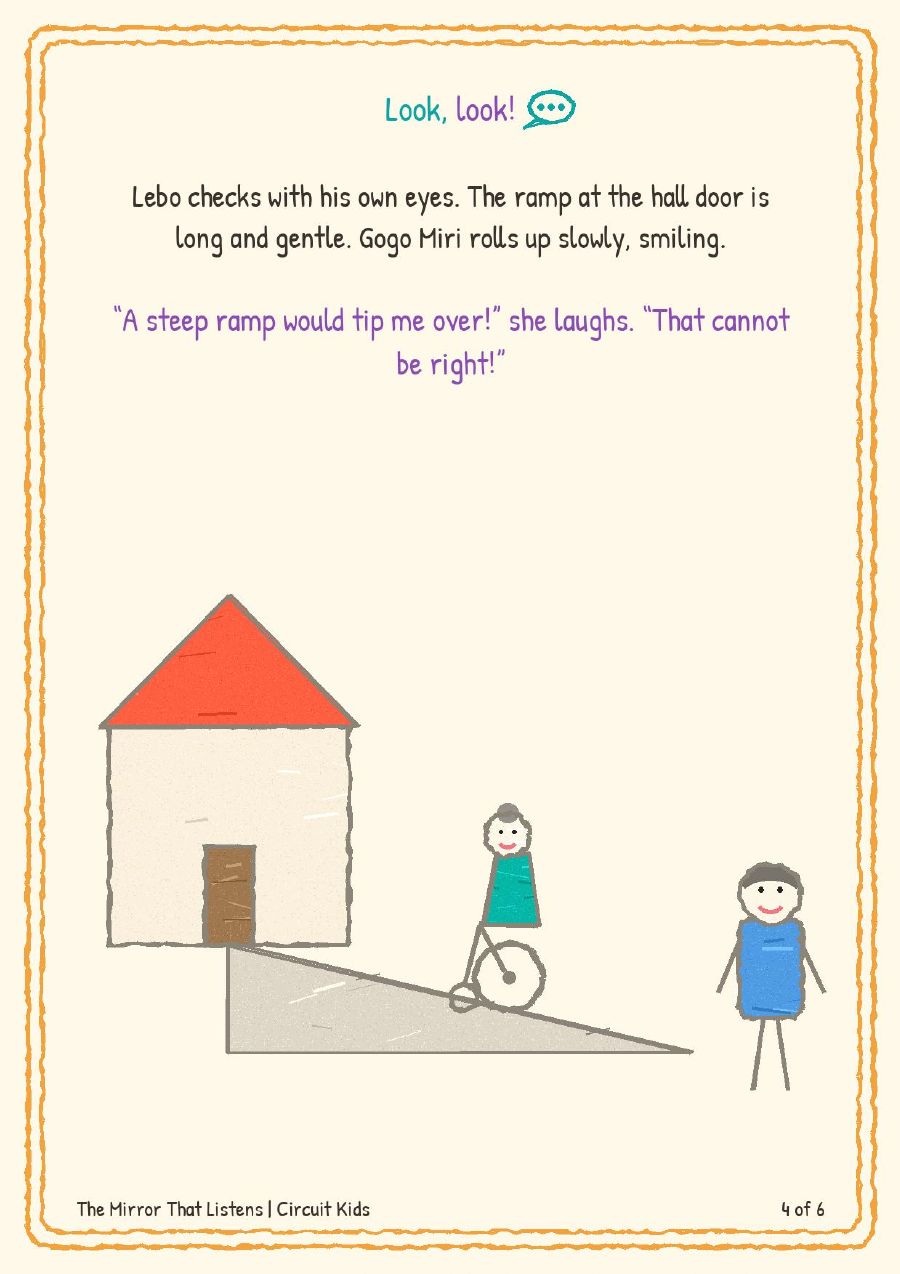 Look, look!
Lebo checks with his own eyes. The ramp at the hall door is
long and gentle. Gogo Miri rolls up slowly, smiling.
“A steep ramp would tip me over!” she laughs. “That cannot
be right!”
The Mirror That Listens | Circuit Kids
4 of 6